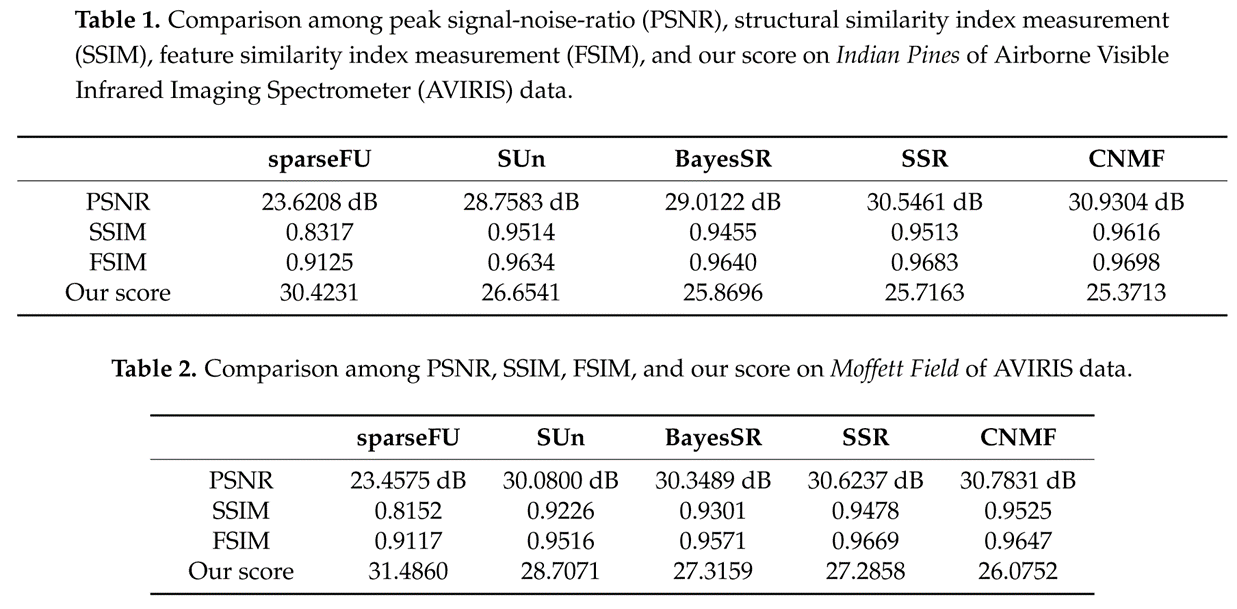 Table 1. Comparison among peak signal-noise-ratio (PSNR), structural similarity index measurement
(SSIM), feature similarity index measurement (FSIM), and our score on Indian Pines of Airborne Visible
Infrared Imaging Spectrometer (AVIRIS) data.
sparseFU SUn BayesSR SSR CNMF
PSNR 23.6208 dB 28.7583 dB 29.0122 dB 30.5461 dB 30.9304 dB
SSIM 0.8317 0.9514 0.9455 0.9513 0.9616
FSIM 0.9125 0.9634 0.9640 0.9683 0.9698
Our score 30.4231 26.6541 25.8696 25.7163 25.3713
Table 2. Comparison among PSNR, SSIM, FSIM, and our score on Moffett Field of AVIRIS data.
sparseFU SUn BayesSR SSR CNMF
PSNR 23.4575 dB 30.0800 dB 30.3489 dB 30.6237 dB 30.7831 dB
SSIM 0.8152 0.9226 0.9301 0.9478 0.9525
FSIM 0.9117 0.9516 0.9571 0.9669 0.9647
Our score 31.4860 28.7071 27.3159 27.2858 26.0752